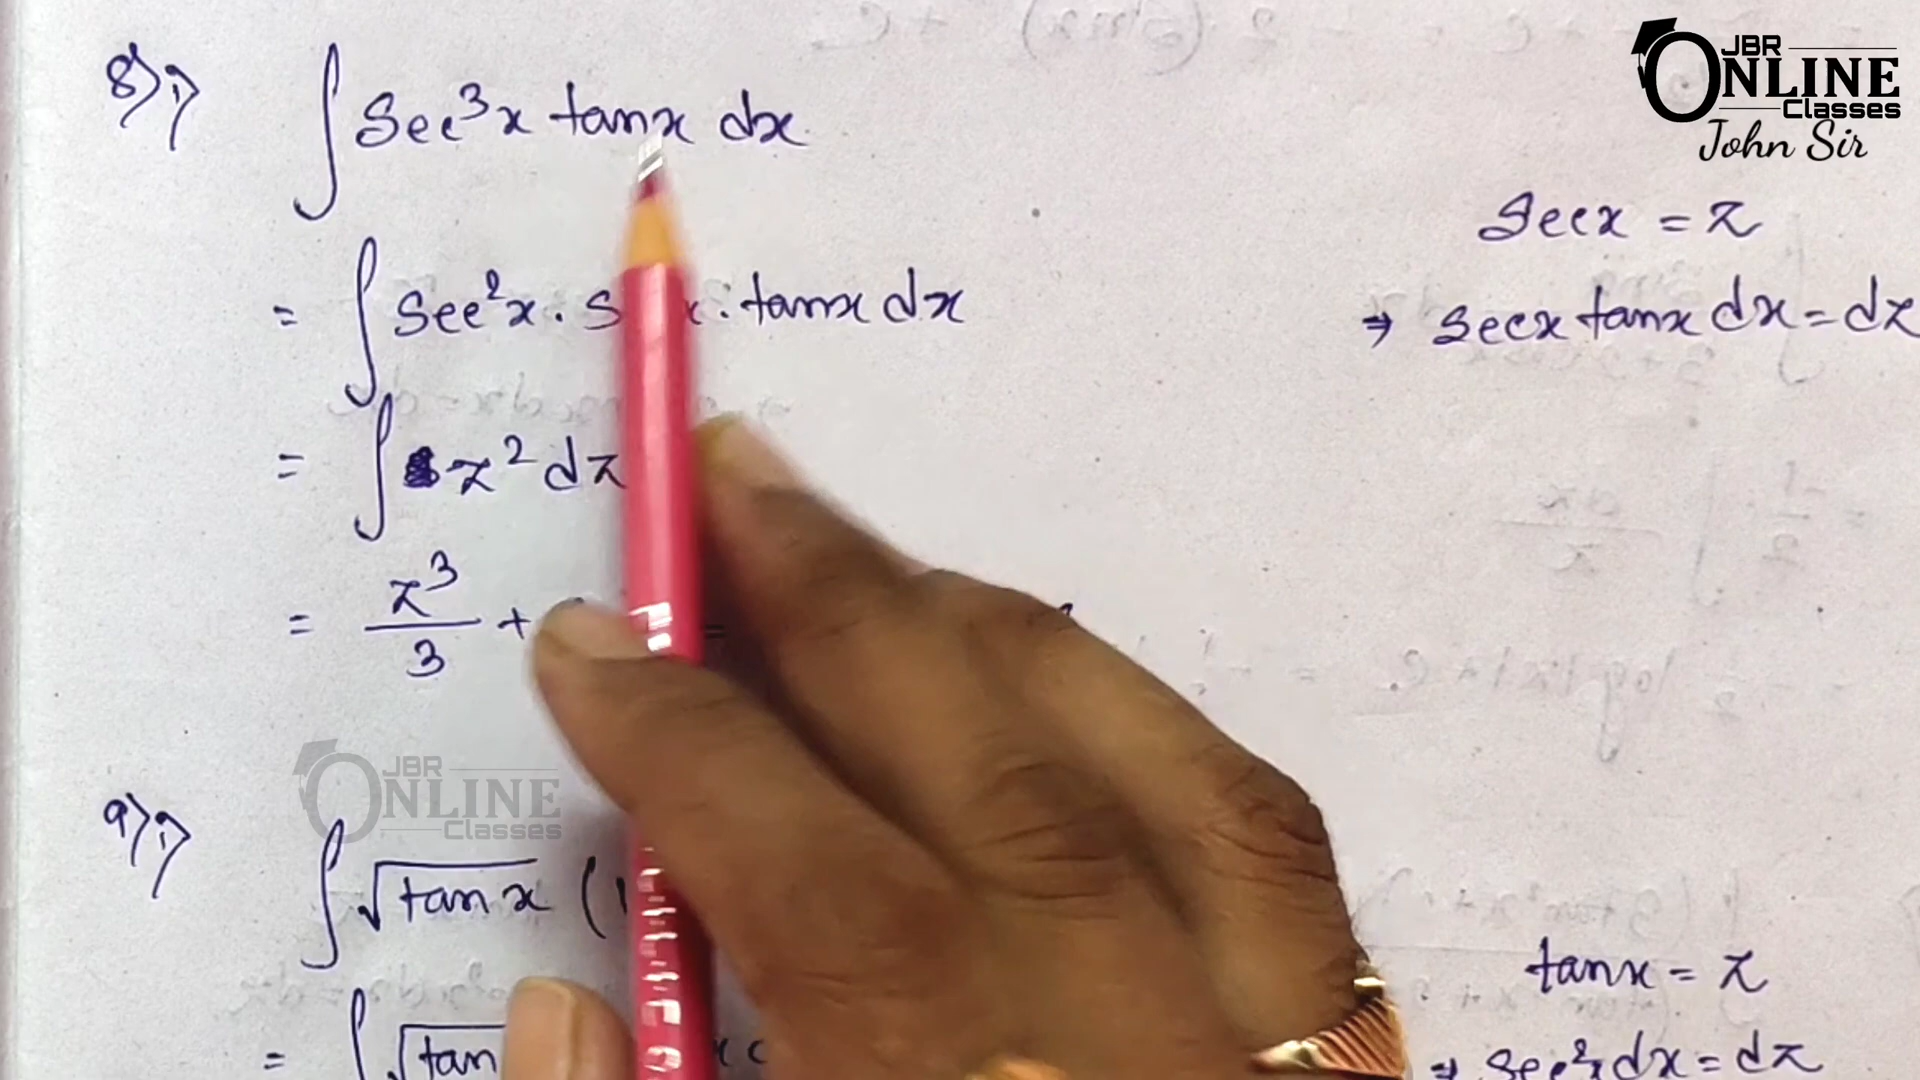 JBR
ONLINE
Classes
John Sir
8) i) ∫ Sec³x tanx dx.
Secx = z
= ∫ Sec²x . : tanx dx
⇒ Secx tanx dx = dz
= ∫ z² dz
= z³/3 +
JBR
ONLINE
Classes
9) i) ∫ √tanx (1
tanx = z
= ∫ √tan
⇒ Sec²x dx = dz